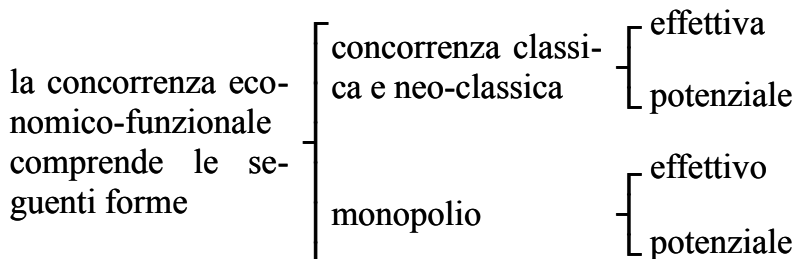 la concorrenza eco-
nomico-funzionale
comprende le se-
guenti forme
concorrenza classi-
ca e neo-classica
effettiva
potenziale
monopolio
effettivo
potenziale